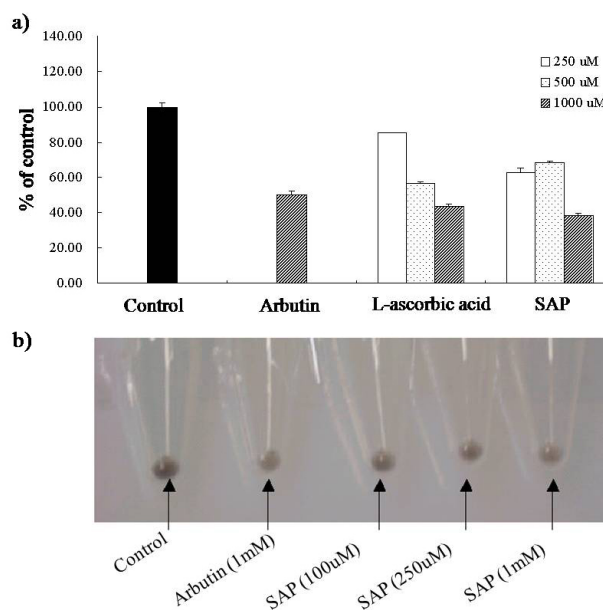 a)
% of control
140.00
120.00
100.00
80.00
60.00
40.00
20.00
0.00
250 uM
500 uM
1000 uM
Control Arbutin L-ascorbic acid SAP
b)
Control
Arbutin (1mM)
SAP (100uM)
SAP (250uM)
SAP (1mM)